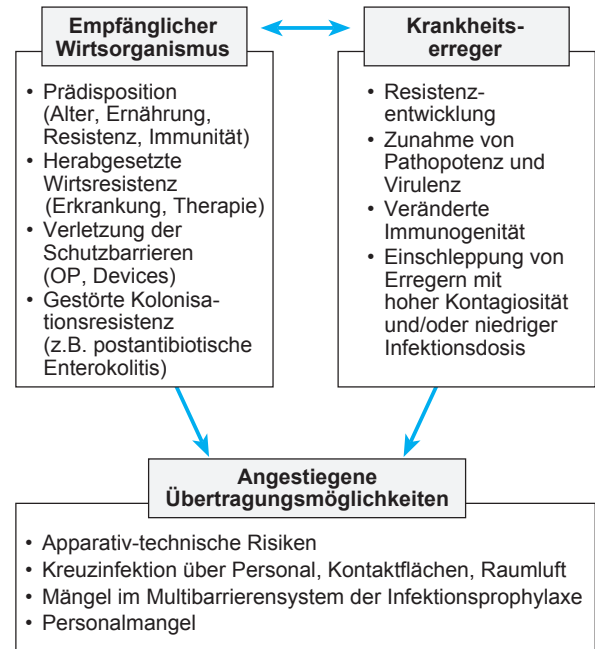 Empfänglicher
Wirtsorganismus
• Prädisposition
(Alter, Ernährung,
Resistenz, Immunität)
• Herabgesetzte
Wirtsresistenz
(Erkrankung, Therapie)
• Verletzung der
Schutzbarrieren
(OP, Devices)
• Gestörte Kolonisa-
tionsresistenz
(z.B. postantibiotische
Enterokolitis)
Krankheits-
erreger
• Resistenz-
entwicklung
• Zunahme von
Pathopotenz und
Virulenz
• Veränderte
Immunogenität
• Einschleppung von
Erregern mit
hoher Kontagiosität
und/oder niedriger
Infektionsdosis
Angestiegene
Übertragungsmöglichkeiten
• Apparativ-technische Risiken
• Kreuzinfektion über Personal, Kontaktflächen, Raumluft
• Mängel im Multibarrierensystem der Infektionsprophylaxe
• Personalmangel